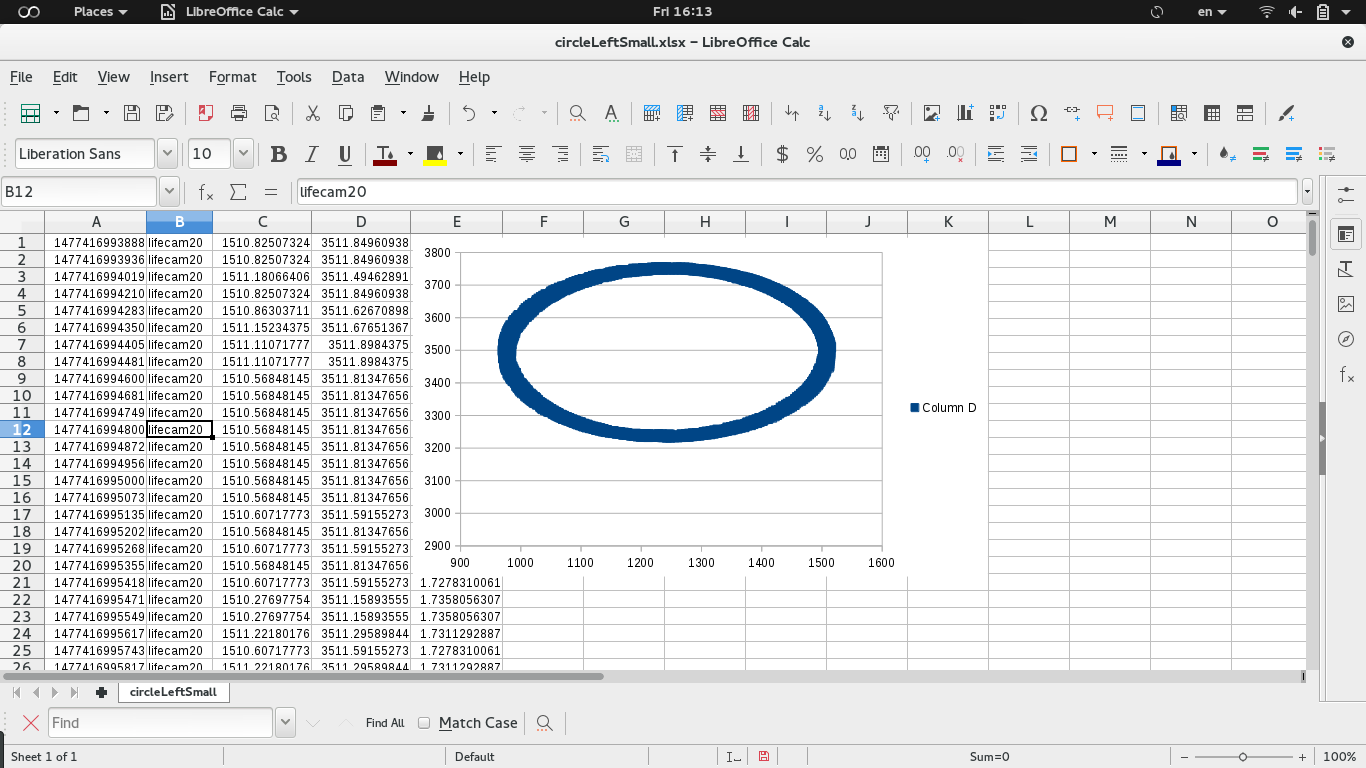 Places LibreOffice Calc Fri 16:13 en
circleLeftSmall.xlsx - LibreOffice Calc
File Edit View Insert Format Tools Data Window Help
Liberation Sans 10
B12 lifecam20
A B C D E F G H I J K L M N O
1 1477416993888 lifecam20 1510.82507324 3511.84960938
2 1477416993936 lifecam20 1510.82507324 3511.84960938
3 1477416994019 lifecam20 1511.18066406 3511.49462891
4 1477416994210 lifecam20 1510.82507324 3511.84960938
5 1477416994283 lifecam20 1510.86303711 3511.62670898
6 1477416994350 lifecam20 1511.15234375 3511.67651367
7 1477416994405 lifecam20 1511.11071777 3511.8984375
8 1477416994481 lifecam20 1511.11071777 3511.8984375
9 1477416994600 lifecam20 1510.56848145 3511.81347656
10 1477416994681 lifecam20 1510.56848145 3511.81347656
11 1477416994749 lifecam20 1510.56848145 3511.81347656
12 1477416994800 lifecam20 1510.56848145 3511.81347656
13 1477416994872 lifecam20 1510.56848145 3511.81347656
14 1477416994956 lifecam20 1510.56848145 3511.81347656
15 1477416995000 lifecam20 1510.56848145 3511.81347656
16 1477416995073 lifecam20 1510.56848145 3511.81347656
17 1477416995135 lifecam20 1510.60717773 3511.59155273
18 1477416995202 lifecam20 1510.56848145 3511.81347656
19 1477416995268 lifecam20 1510.60717773 3511.59155273
20 1477416995355 lifecam20 1510.56848145 3511.81347656
21 1477416995418 lifecam20 1510.60717773 3511.59155273 1.7278310061
22 1477416995471 lifecam20 1510.27697754 3511.15893555 1.7358056307
23 1477416995549 lifecam20 1510.27697754 3511.15893555 1.7358056307
24 1477416995617 lifecam20 1511.22180176 3511.29589844 1.7311292887
25 1477416995743 lifecam20 1510.60717773 3511.59155273 1.7278310061
26 1477416995817 lifecam20 1511.22180176 3511.29589844 1.7311292887
3800
3700
3600
3500
3400
3300
3200
3100
3000
2900
900 1000 1100 1200 1300 1400 1500 1600
Column D
circleLeftSmall
Find Find All Match Case
Sheet 1 of 1 Default Sum=0 100%